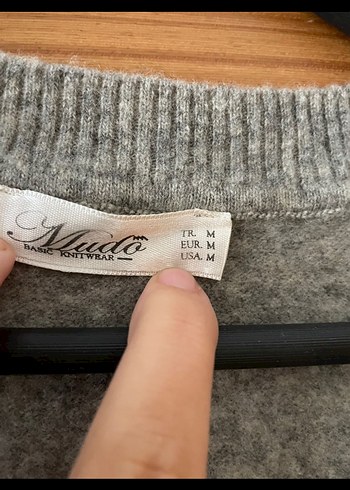 Mudo
BASIC KNITWEAR
TR. M
EUR. M
USA. M